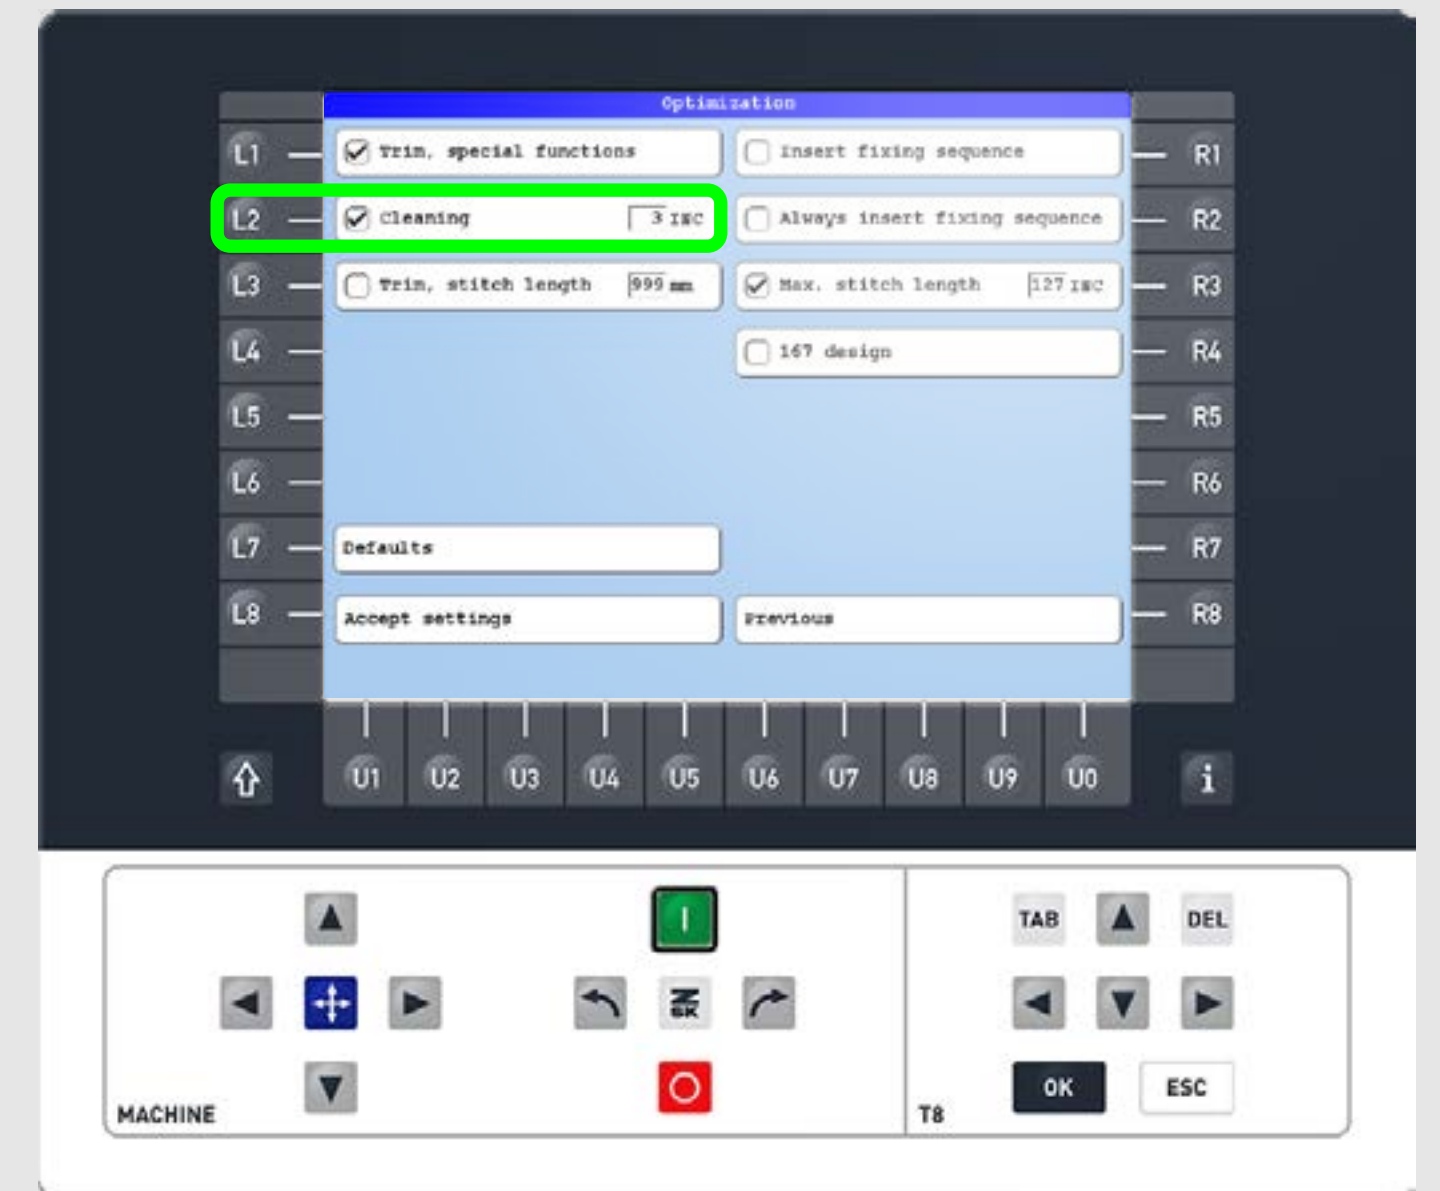 Optimization
L1 Trim, special functions Insert fixing sequence R1
L2 Cleaning 3 INC Always insert fixing sequence R2
L3 Trim, stitch length 999 mm Max. stitch length 127 INC R3
L4 167 design R4
L5 R5
L6 R6
L7 Defaults R7
L8 Accept settings Previous R8
U1 U2 U3 U4 U5 U6 U7 U8 U9 U0 i
I TAB DEL
ZSK
OK ESC
MACHINE T8